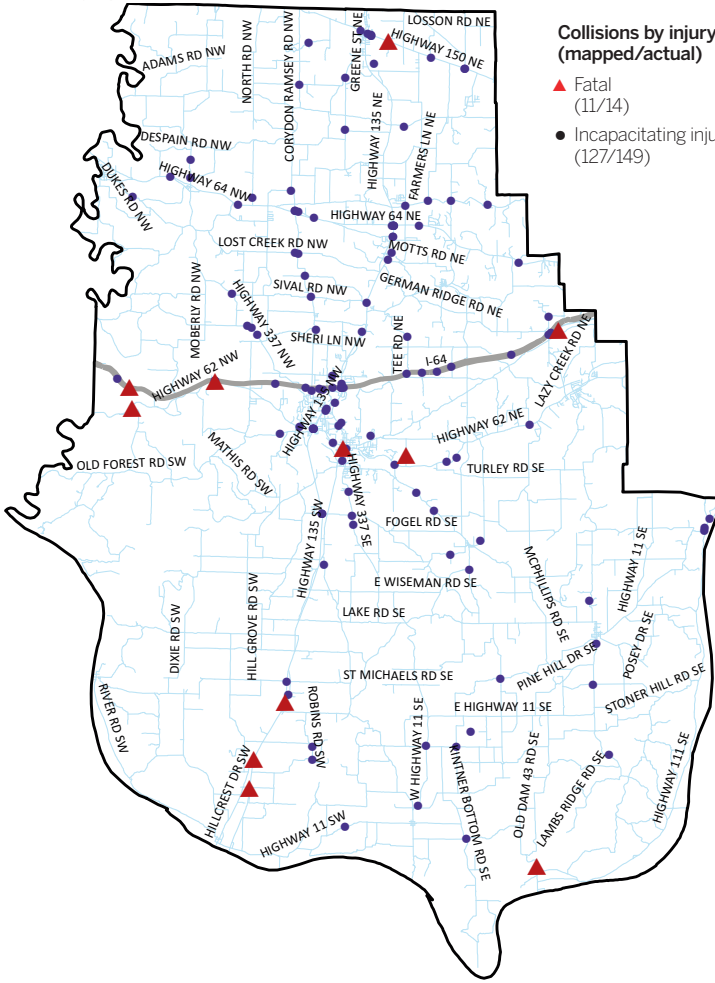 LOSSON RD NE
Collisions by injury
(mapped/actual)
Fatal
(11/14)
Incapacitating inju
(127/149)
HIGHWAY 150 NE
GREENE ST NE
ADAMS RD NW
NORTH RD NW
CORYDON RAMSEY RD NW
HIGHWAY 135 NE
FARMERS LN NE
DESPAIN RD NW
HIGHWAY 64 NW
DUKES RD NW
HIGHWAY 64 NE
LOST CREEK RD NW
MOTTS RD NE
GERMAN RIDGE RD NE
SIVAL RD NW
MOBERLY RD NW
HIGHWAY 337 NW
SHERI LN NW
TEE RD NE
I-64
LAZY CREEK RD NE
HIGHWAY 62 NW
HIGHWAY 135 NW
HIGHWAY 62 NE
MATHIS RD SW
OLD FOREST RD SW
TURLEY RD SE
HIGHWAY 337 SE
HIGHWAY 135 SW
FOGEL RD SE
E WISEMAN RD SE
MCPHILLIPS RD SE
HIGHWAY 11 SE
DIXIE RD SW
HILL GROVE RD SW
LAKE RD SE
POSEY DR SE
ST MICHAELS RD SE
PINE HILL DR SE
STONER HILL RD SE
RIVER RD SW
ROBINS RD SW
E HIGHWAY 11 SE
W HIGHWAY 11 SE
KINTNER BOTTOM RD SE
OLD DAM 43 RD SE
LAMBS RIDGE RD SE
HIGHWAY 111 SE
HILLCREST DR SW
HIGHWAY 11 SW